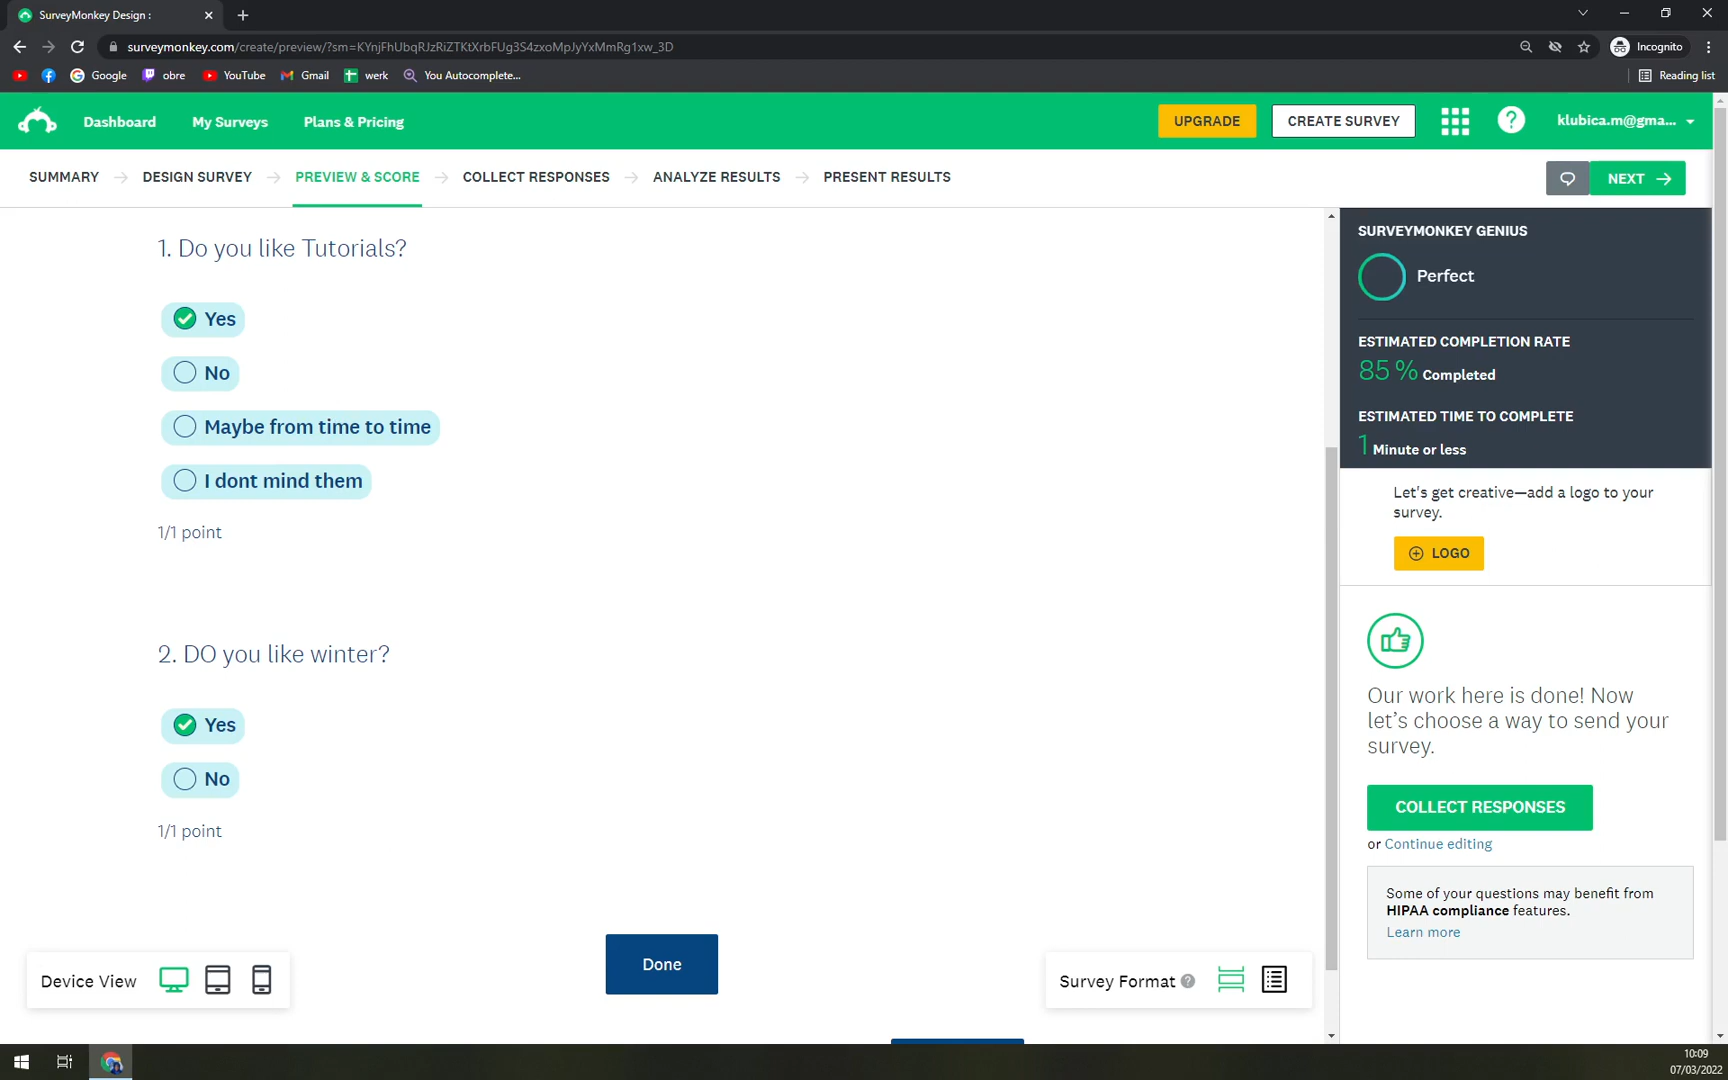 SurveyMonkey Design :
surveymonkey.com/create/preview/?sm=KYnjFhUbqRJzRiZTKtXrbFUg3S4zxoMpJyYxMmRg1xw_3D
Incognito
Google
obre
YouTube
Gmail
werk
You Autocomplete...
Reading list
Dashboard
My Surveys
Plans & Pricing
UPGRADE
CREATE SURVEY
?
klubica.m@gma...
SUMMARY
DESIGN SURVEY
PREVIEW & SCORE
COLLECT RESPONSES
ANALYZE RESULTS
PRESENT RESULTS
NEXT
1. Do you like Tutorials?
Yes
No
Maybe from time to time
I dont mind them
1/1 point
2. DO you like winter?
Yes
No
1/1 point
Done
Device View
Survey Format ?
SURVEYMONKEY GENIUS
Perfect
ESTIMATED COMPLETION RATE
85 % Completed
ESTIMATED TIME TO COMPLETE
1 Minute or less
Let's get creative—add a logo to your
survey.
LOGO
Our work here is done! Now
let's choose a way to send your
survey.
COLLECT RESPONSES
or Continue editing
Some of your questions may benefit from
HIPAA compliance features.
Learn more
10:09
07/03/2022